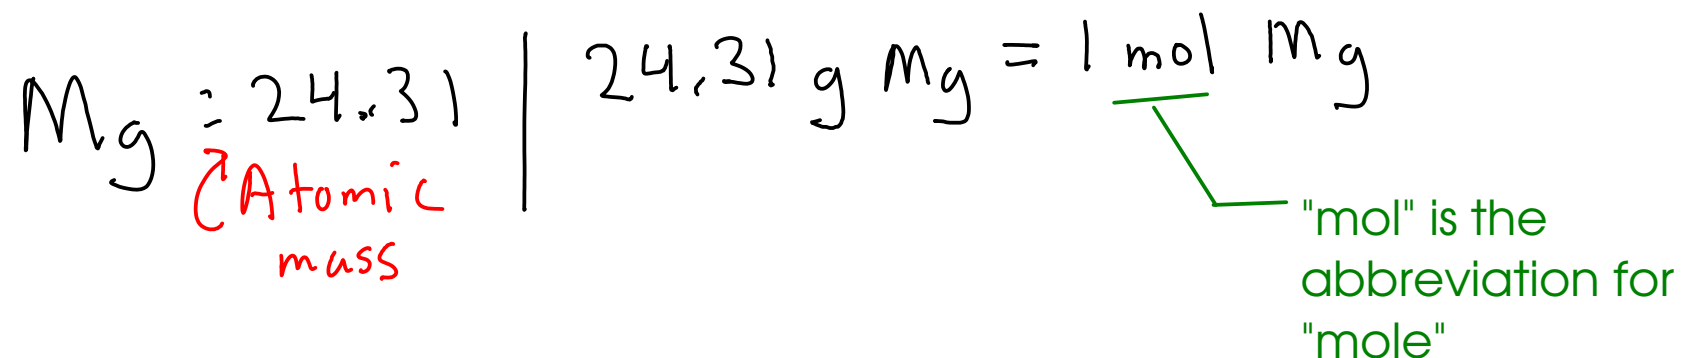 Mg : 24.31 | 24.31 g Mg = 1 mol Mg
Atomic
mass
"mol" is the
abbreviation for
"mole"